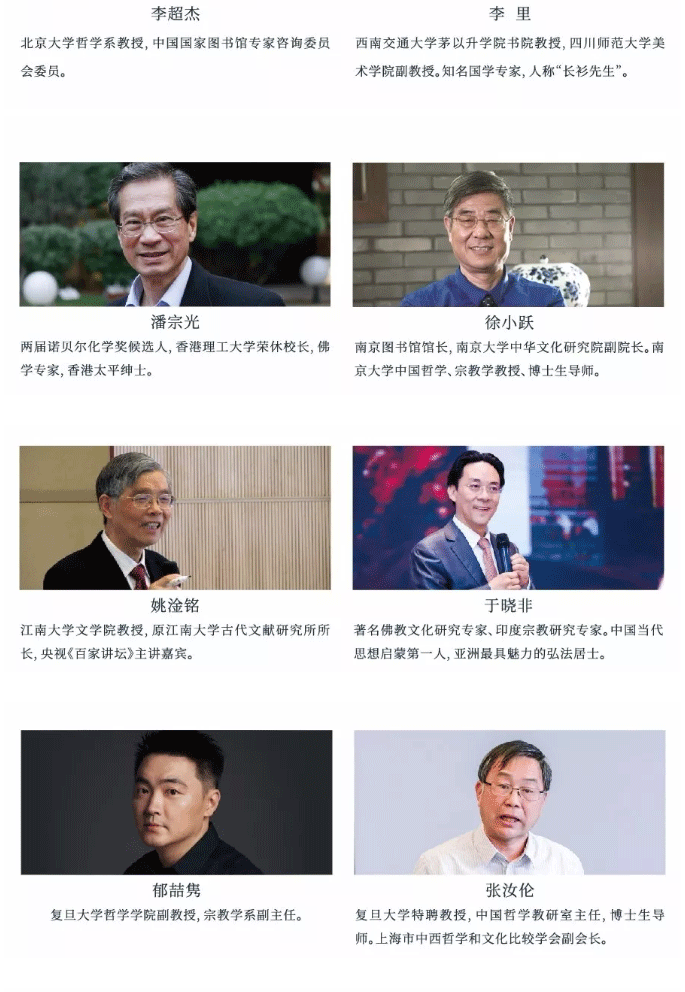 李超杰
北京大学哲学系教授, 中国国家图书馆专家咨询委员
会委员。
李 里
西南交通大学茅以升学院书院教授, 四川师范大学美
术学院副教授。知名国学专家, 人称“长衫先生”。
潘宗光
两届诺贝尔化学奖候选人, 香港理工大学荣休校长, 佛
学专家, 香港太平绅士。
徐小跃
南京图书馆馆长, 南京大学中华文化研究院副院长。南
京大学中国哲学、宗教学教授、博士生导师。
姚淦铭
江南大学文学院教授, 原江南大学古代文献研究所所
长, 央视《百家讲坛》主讲嘉宾。
于晓非
著名佛教文化研究专家、印度宗教研究专家。中国当代
思想启蒙第一人, 亚洲最具魅力的弘法居士。
郁喆隽
复旦大学哲学学院副教授, 宗教学系副主任。
张汝伦
复旦大学特聘教授, 中国哲学教研室主任, 博士生导
师。上海市中西哲学和文化比较学会副会长。